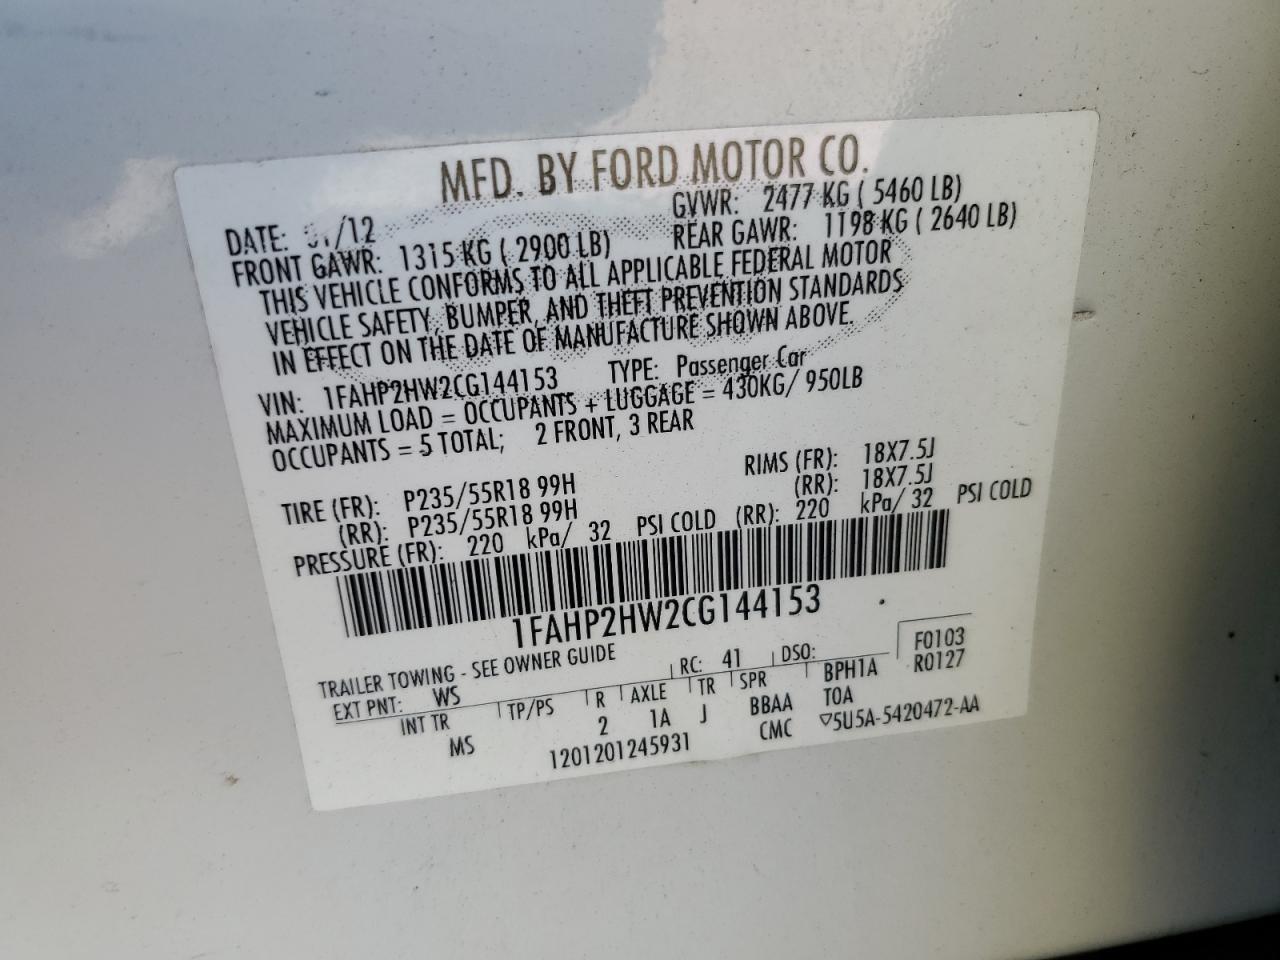 MFD. BY FORD MOTOR CO.
DATE: /12 GVWR: 2477 KG ( 5460 LB)
FRONT GAWR: 1315 KG ( 2900 LB) REAR GAWR: 1198 KG ( 2640 LB)
THIS VEHICLE CONFORMS TO ALL APPLICABLE FEDERAL MOTOR
VEHICLE SAFETY, BUMPER, AND THEFT PREVENTION STANDARDS
IN EFFECT ON THE DATE OF MANUFACTURE SHOWN ABOVE.
VIN: 1FAHP2HW2CG144153 TYPE: Passenger Car
MAXIMUM LOAD = OCCUPANTS + LUGGAGE = 430KG/ 950LB
OCCUPANTS = 5 TOTAL; 2 FRONT, 3 REAR
TIRE (FR): P235/55R18 99H RIMS (FR): 18X7.5J
(RR): P235/55R18 99H (RR): 18X7.5J
PRESSURE (FR): 220 kPa/ 32 PSI COLD (RR): 220 kPa/ 32 PSI COLD
1FAHP2HW2CG144153
TRAILER TOWING - SEE OWNER GUIDE F0103
EXT PNT: WS RC: 41 DSO: R0127
INT TR TP/PS R AXLE TR SPR BPH1A
MS 2 1A J BBAA TOA
1201201245931 CMC ▽5U5A-5420472-AA